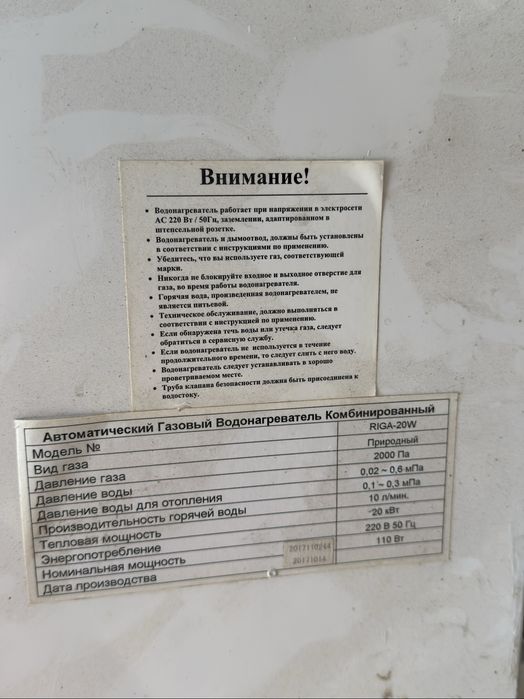 Внимание!
• Водонагреватель работает при напряжении в электросети
АС 220 Вт / 50Гц, заземлении, адаптированном в
штепсельной розетке.
• Водонагреватель и дымоотвод, должны быть установлены
в соответствии с инструкциями по применению.
• Убедитесь, что вы используете газ, соответствующей
марки.
• Никогда не блокируйте входное и выходное отверстие для
газа, во время работы водонагревателя.
• Горячая вода, произведенная водонагревателем, не
является питьевой.
• Техническое обслуживание, должно выполняться в
соответствии с инструкцией по применению.
• Если обнаружена течь воды или утечка газа, следует
обратиться в сервисную службу.
• Если водонагреватель не используется в течение
продолжительного времени, то следует слить с него воду.
• Водонагреватель следует устанавливать в хорошо
проветриваемом месте.
• Труба клапана безопасности должна быть присоединена к
водостоку.
Автоматический Газовый Водонагреватель Комбинированный
Модель № RIGA-20W
Вид газа Природный
Давление газа 2000 Па
Давление воды 0,02 ~ 0,6 мПа
Давление воды для отопления 0,1 ~ 0,3 мПа
Производительность горячей воды 10 л/мин.
Тепловая мощность 20 кВт
Энергопотребление 220 В 50 Гц
Номинальная мощность 110 Вт
Дата производства
2017110244
20171014